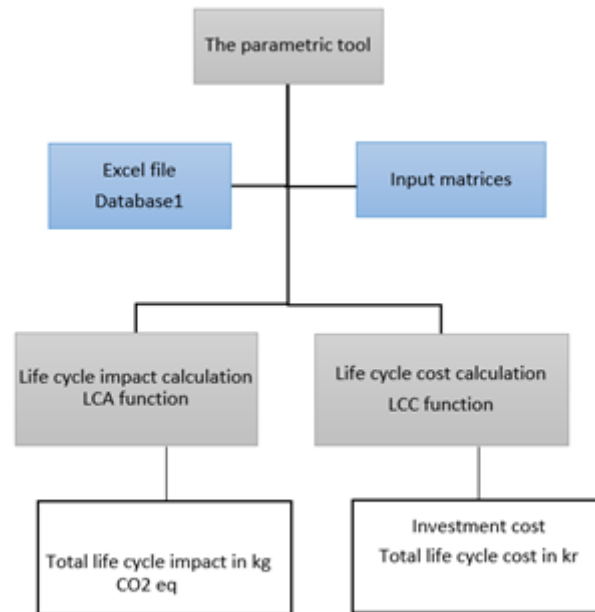 The parametric tool
Excel file
Database1
Input matrices
Life cycle impact calculation
LCA function
Life cycle cost calculation
LCC function
Total life cycle impact in kg
CO2 eq
Investment cost
Total life cycle cost in kr